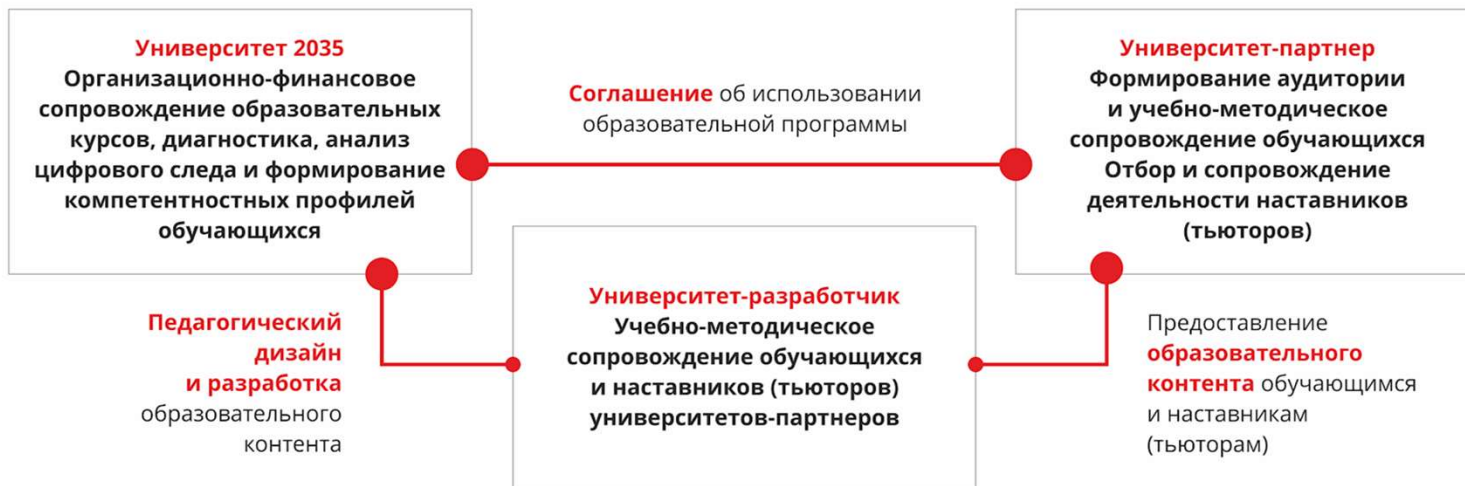 Университет 2035
Организационно-финансовое
сопровождение образовательных
курсов, диагностика, анализ
цифрового следа и формирование
компетентностных профилей
обучающихся
Соглашение об использовании
образовательной программы
Университет-партнер
Формирование аудитории
и учебно-методическое
сопровождение обучающихся
Отбор и сопровождение
деятельности наставников
(тьюторов)
Педагогический
дизайн
и разработка
образовательного
контента
Университет-разработчик
Учебно-методическое
сопровождение обучающихся
и наставников (тьюторов)
университетов-партнеров
Предоставление
образовательного
контента обучающимся
и наставникам
(тьюторам)